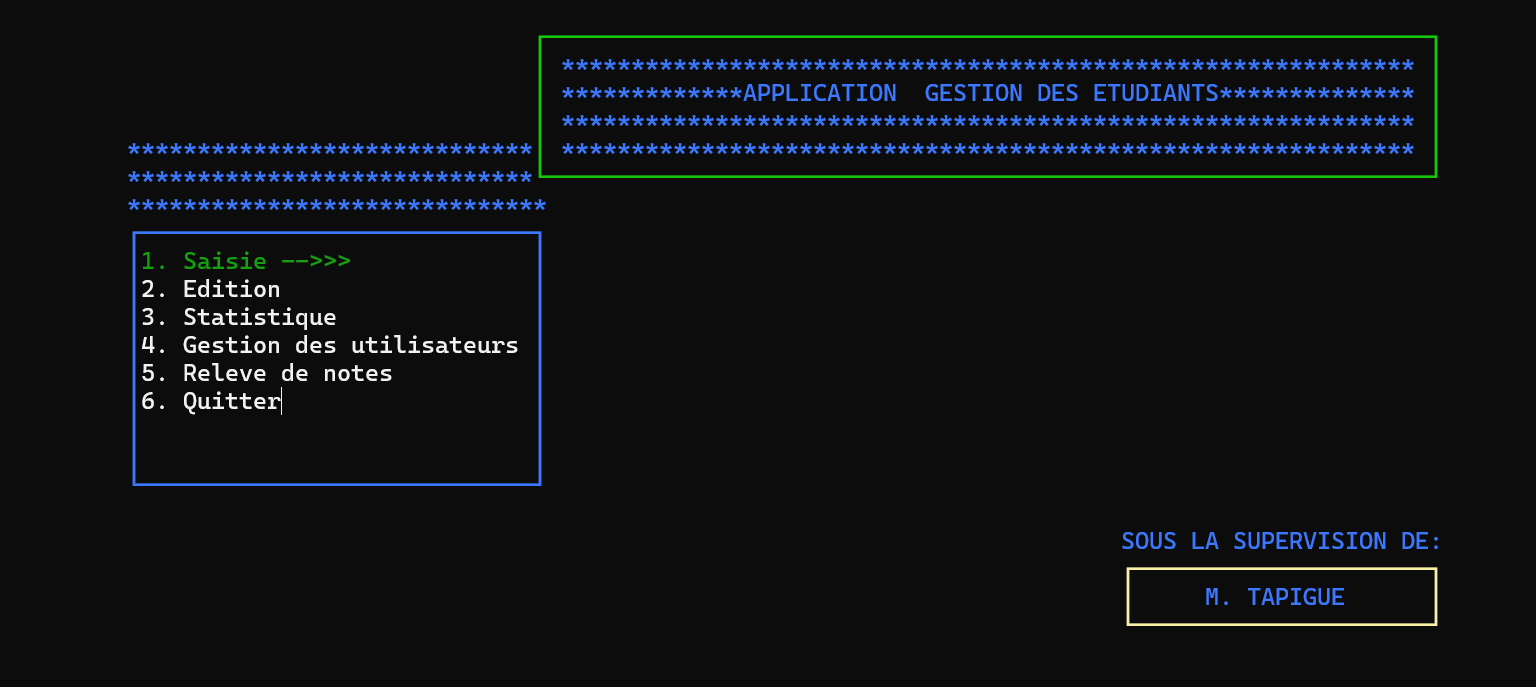 *************************************************************
*************APPLICATION  GESTION DES ETUDIANTS**************
*************************************************************
*************************************************************
*****************************
*****************************
******************************
1. Saisie -->>>
2. Edition
3. Statistique
4. Gestion des utilisateurs
5. Releve de notes
6. Quitter
SOUS LA SUPERVISION DE:
M. TAPIGUE